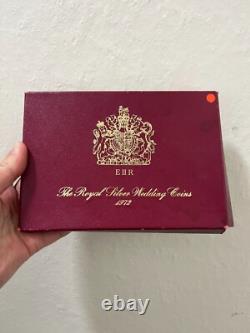 EIIR
The Royal Silver Wedding Coins
1972